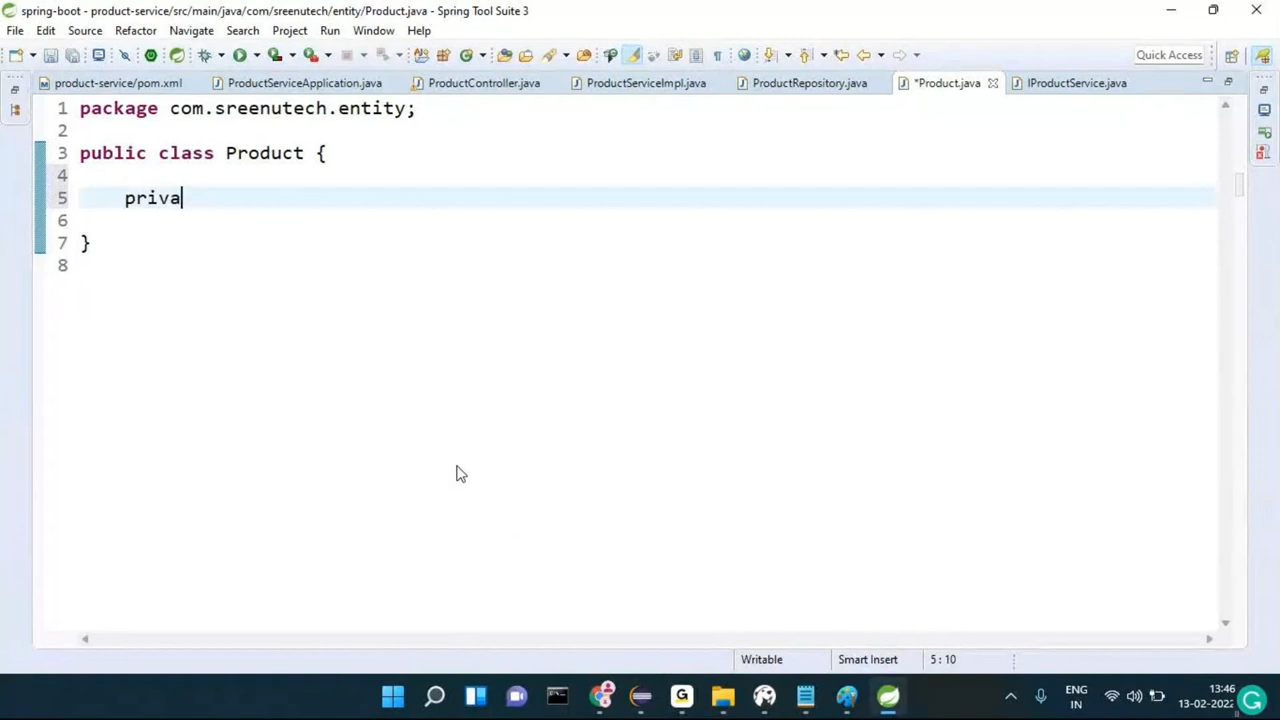 spring-boot - product-service/src/main/java/com/sreenutech/entity/Product.java - Spring Tool Suite 3
File Edit Source Refactor Navigate Search Project Run Window Help
Quick Access
product-service/pom.xml ProductServiceApplication.java ProductController.java ProductServiceImpl.java ProductRepository.java *Product.java IProductService.java
1 package com.sreenutech.entity;
2
3 public class Product {
4
5 priva
6
7 }
8
Writable Smart Insert 5 : 10
ENG 13:46
IN 13-02-2022